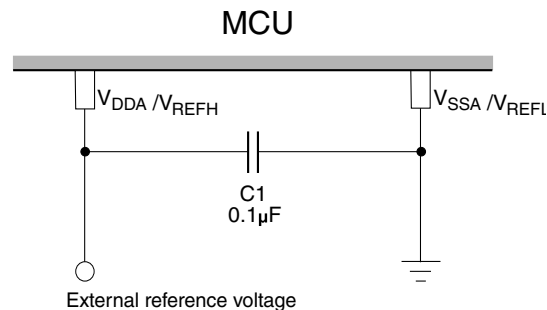 MCU
VDDA /VREFH
VSSA /VREFL
C1
0.1µF
External reference voltage